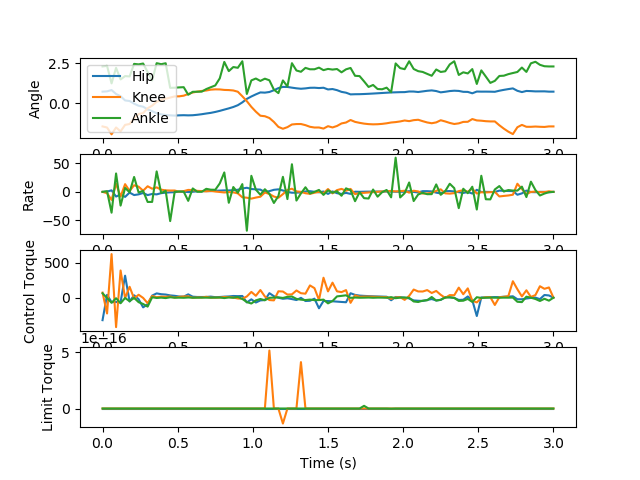 2.5
0.0
Angle
Hip
Knee
Ankle
0.0 0.5 1.0 1.5 2.0 2.5 3.0
50
0
−50
Rate
0.0 0.5 1.0 1.5 2.0 2.5 3.0
500
0
Control Torque
0.0 0.5 1.0 1.5 2.0 2.5 3.0
1e−16
5
0
Limit Torque
0.0 0.5 1.0 1.5 2.0 2.5 3.0
Time (s)